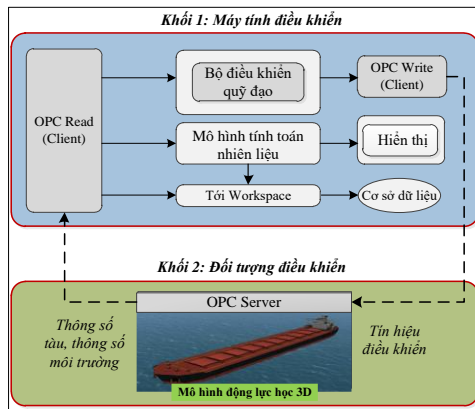 Khối 1: Máy tính điều khiển
OPC Read
(Client)
Bộ điều khiển
quỹ đạo
OPC Write
(Client)
Mô hình tính toán
nhiên liệu
Hiển thị
Tới Workspace
Cơ sở dữ liệu
Khối 2: Đối tượng điều khiển
OPC Server
Thông số
tàu, thông số
môi trường
Tín hiệu
điều khiển
Mô hình động lực học 3D